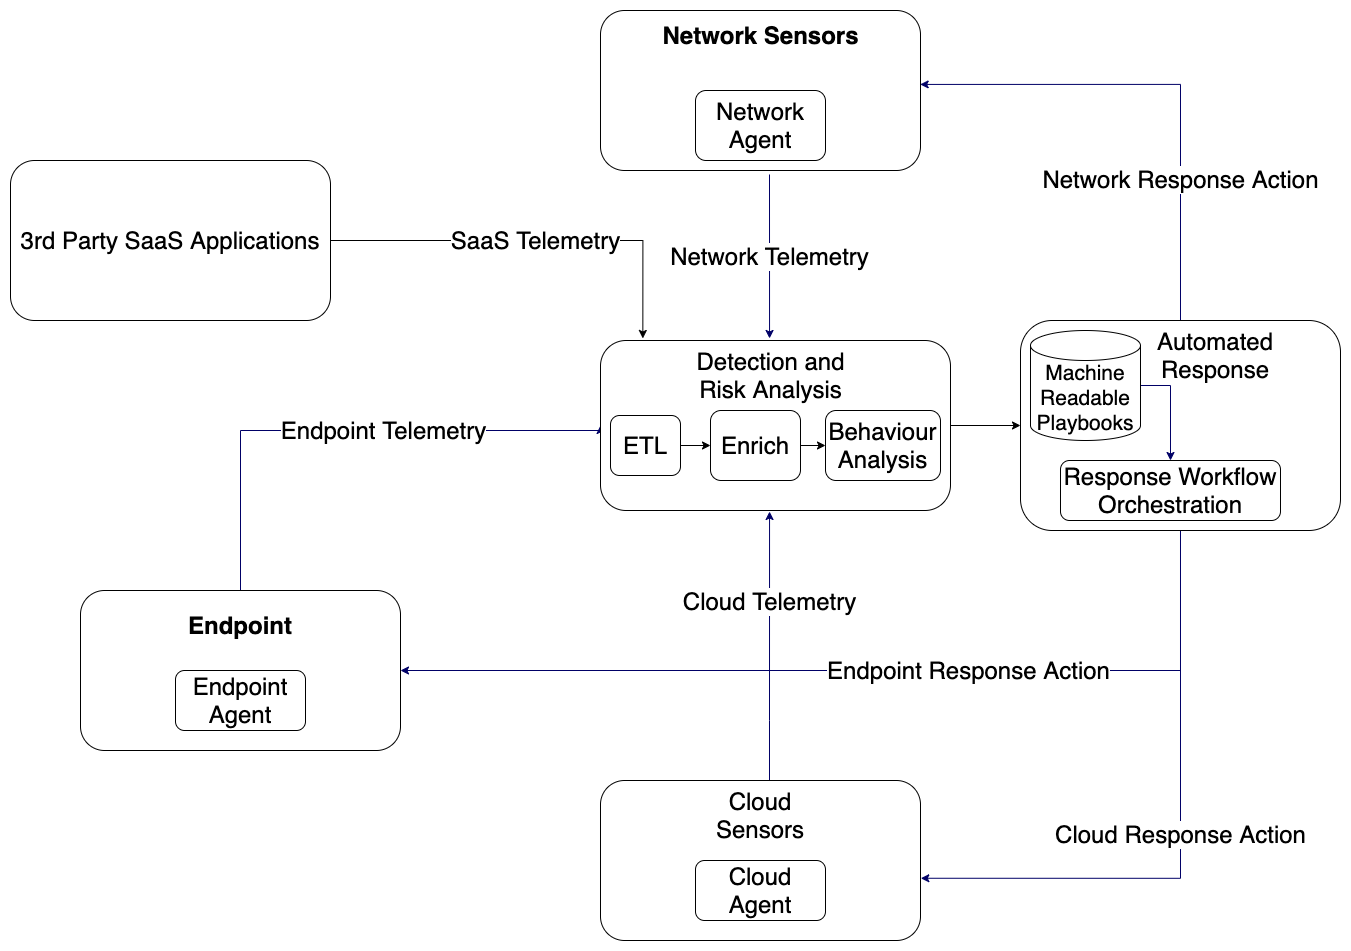 Network Sensors
Network
Agent
Network Response Action
3rd Party SaaS Applications
SaaS Telemetry
Network Telemetry
Detection and
Risk Analysis
ETL
Enrich
Behaviour
Analysis
Automated
Response
Machine
Readable
Playbooks
Response Workflow
Orchestration
Endpoint Telemetry
Cloud Telemetry
Endpoint
Endpoint
Agent
Endpoint Response Action
Cloud
Sensors
Cloud
Agent
Cloud Response Action